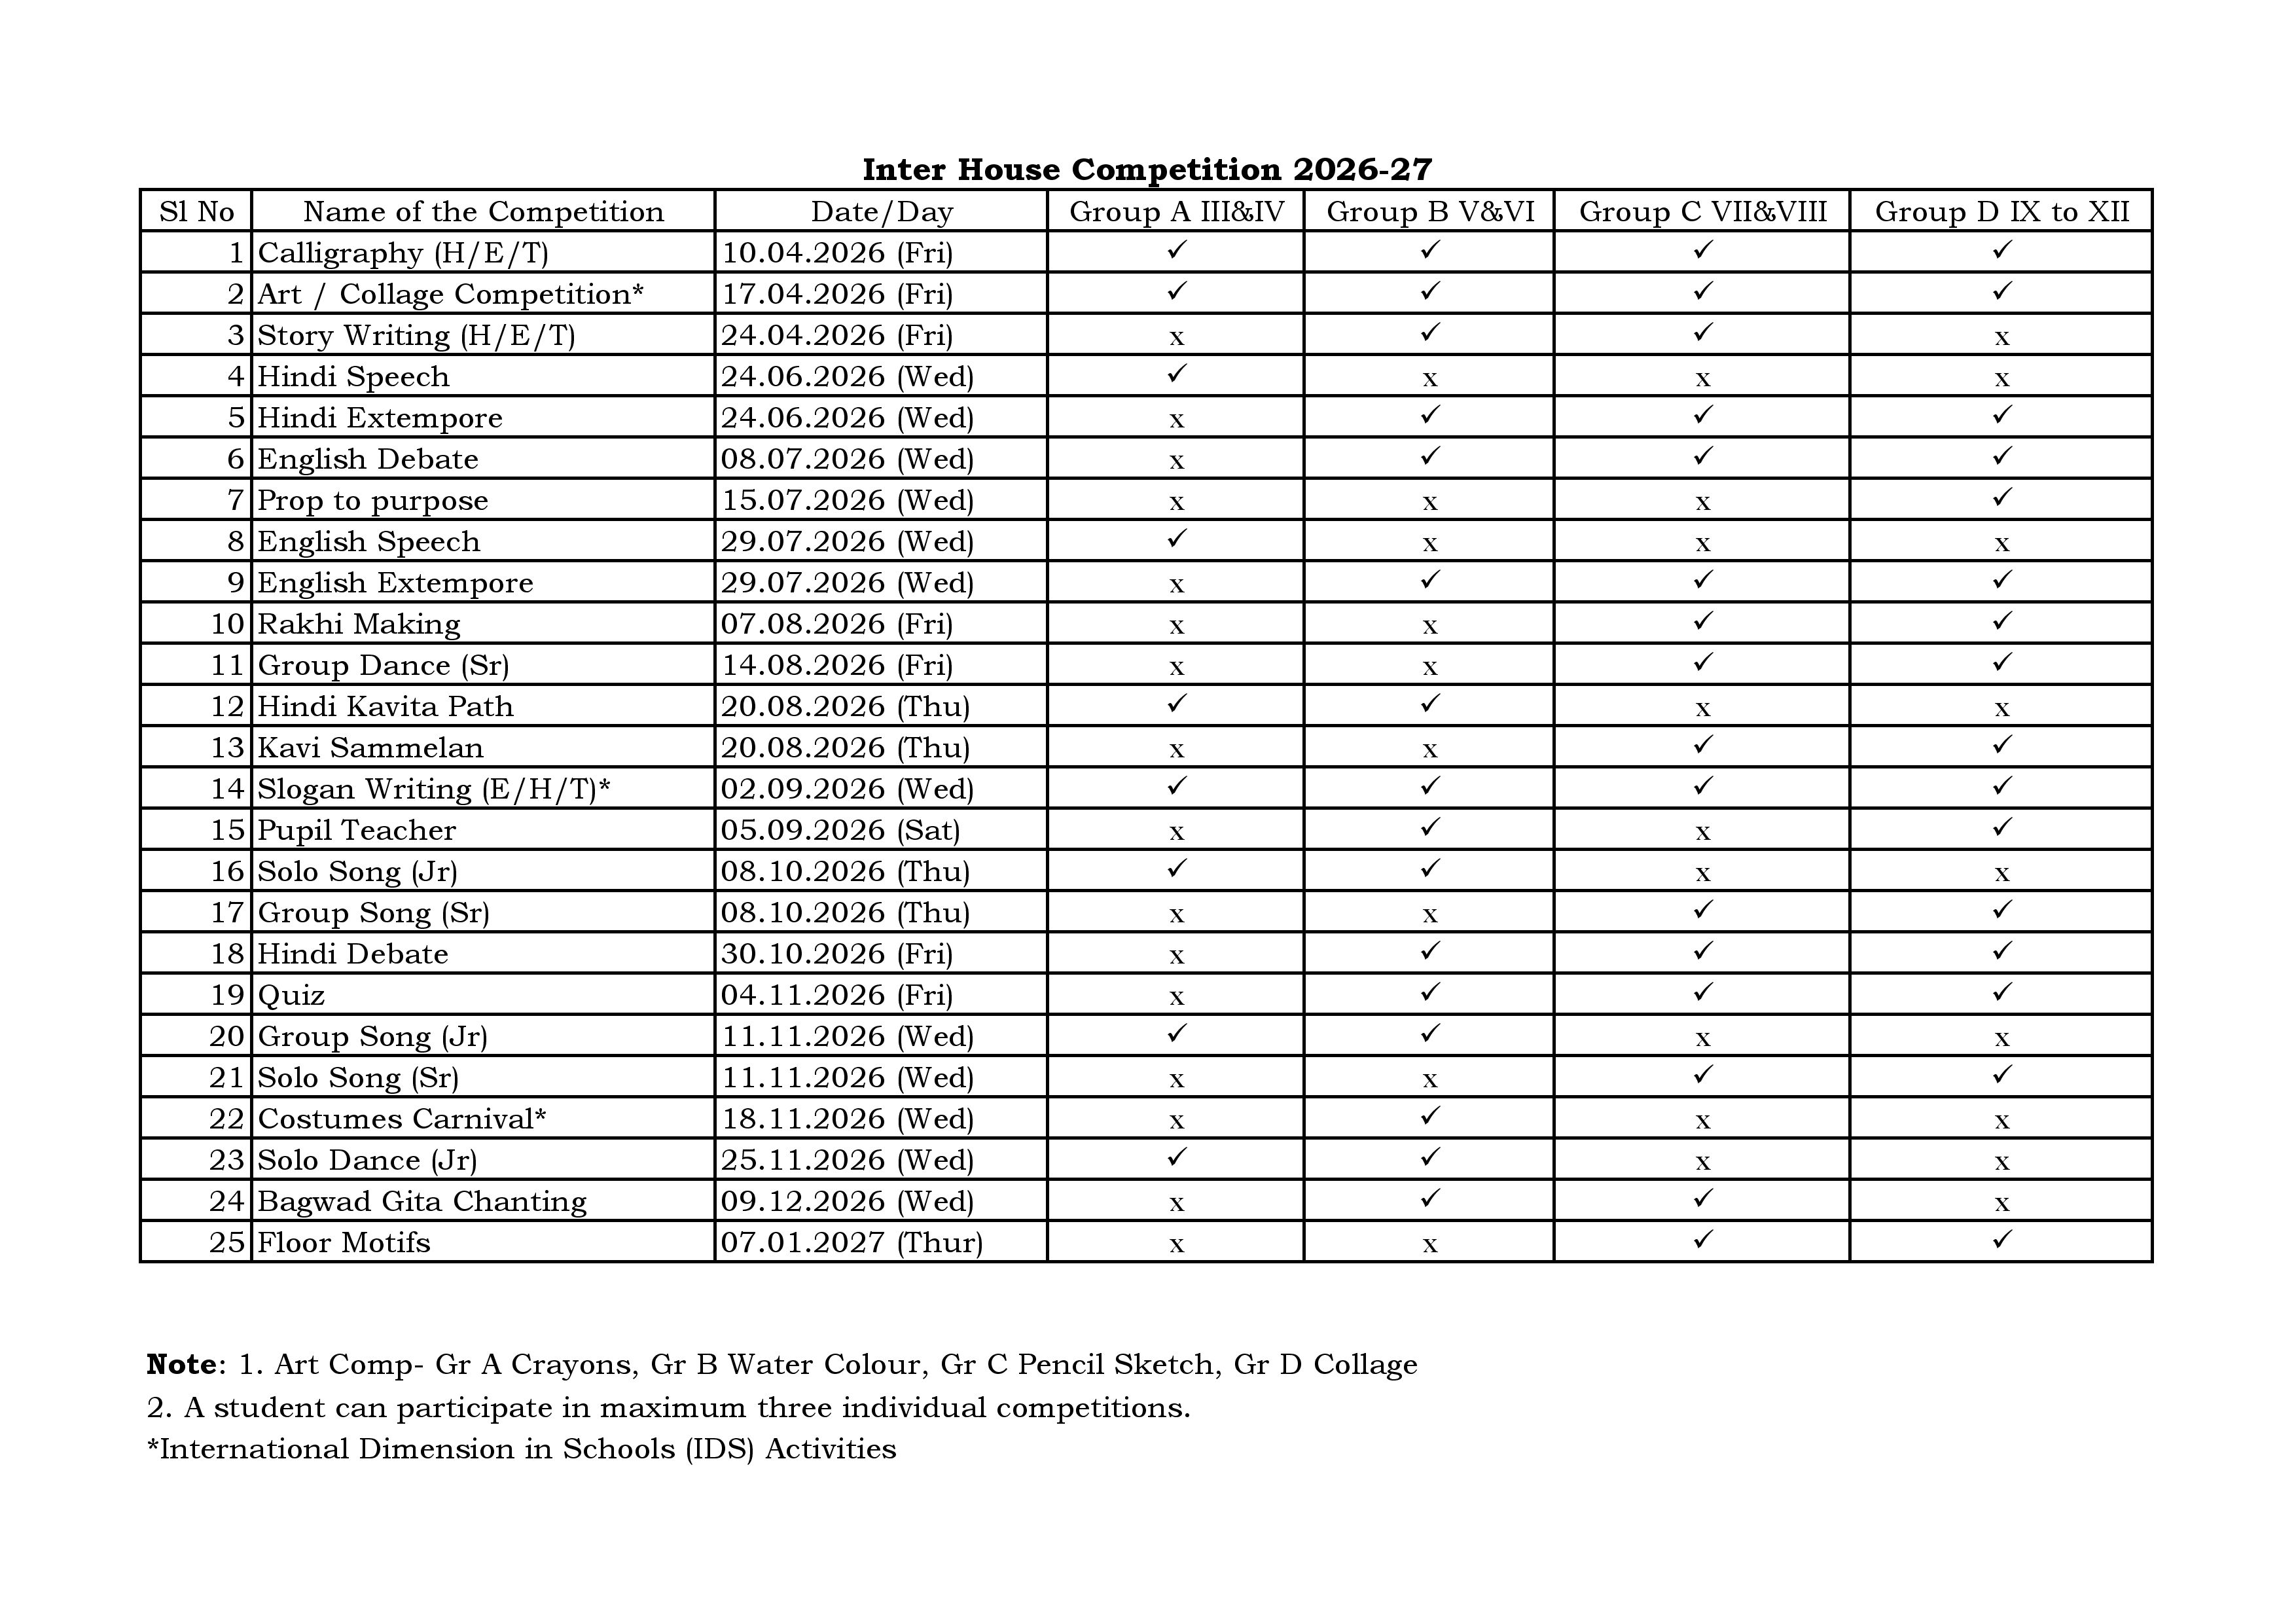 Inter House Competition 2026-27
Sl No Name of the Competition Date/Day Group A III&IV Group B V&VI Group C VII&VIII Group D IX to XII
1 Calligraphy (H/E/T) 10.04.2026 (Fri) ✓ ✓ ✓ ✓
2 Art / Collage Competition* 17.04.2026 (Fri) ✓ ✓ ✓ ✓
3 Story Writing (H/E/T) 24.04.2026 (Fri) x ✓ ✓ x
4 Hindi Speech 24.06.2026 (Wed) ✓ x x x
5 Hindi Extempore 24.06.2026 (Wed) x ✓ ✓ ✓
6 English Debate 08.07.2026 (Wed) x ✓ ✓ ✓
7 Prop to purpose 15.07.2026 (Wed) x x x ✓
8 English Speech 29.07.2026 (Wed) ✓ x x x
9 English Extempore 29.07.2026 (Wed) x ✓ ✓ ✓
10 Rakhi Making 07.08.2026 (Fri) x x ✓ ✓
11 Group Dance (Sr) 14.08.2026 (Fri) x x ✓ ✓
12 Hindi Kavita Path 20.08.2026 (Thu) ✓ ✓ x x
13 Kavi Sammelan 20.08.2026 (Thu) x x ✓ ✓
14 Slogan Writing (E/H/T)* 02.09.2026 (Wed) ✓ ✓ ✓ ✓
15 Pupil Teacher 05.09.2026 (Sat) x ✓ x ✓
16 Solo Song (Jr) 08.10.2026 (Thu) ✓ ✓ x x
17 Group Song (Sr) 08.10.2026 (Thu) x x ✓ ✓
18 Hindi Debate 30.10.2026 (Fri) x ✓ ✓ ✓
19 Quiz 04.11.2026 (Fri) x ✓ ✓ ✓
20 Group Song (Jr) 11.11.2026 (Wed) ✓ ✓ x x
21 Solo Song (Sr) 11.11.2026 (Wed) x x ✓ ✓
22 Costumes Carnival* 18.11.2026 (Wed) x ✓ x x
23 Solo Dance (Jr) 25.11.2026 (Wed) ✓ ✓ x x
24 Bagwad Gita Chanting 09.12.2026 (Wed) x ✓ ✓ x
25 Floor Motifs 07.01.2027 (Thur) x x ✓ ✓
Note: 1. Art Comp- Gr A Crayons, Gr B Water Colour, Gr C Pencil Sketch, Gr D Collage
2. A student can participate in maximum three individual competitions.
*International Dimension in Schools (IDS) Activities